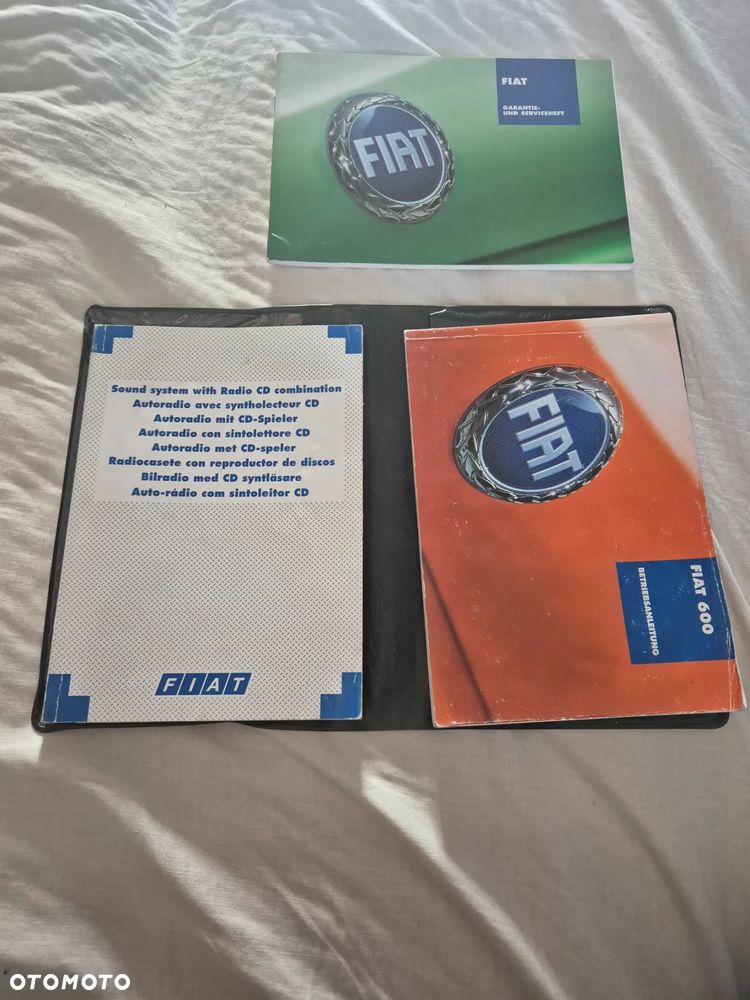 FIAT
GARANTIE-
UND SERVICEHEFT
FIAT
Sound system with Radio CD combination
Autoradio avec syntholecteur CD
Autoradio mit CD-Spieler
Autoradio con sintolettore CD
Autoradio met CD-speler
Radiocasete con reproductor de discos
Bilradio med CD syntläsare
Auto-rádio com sintoleitor CD
FIAT
FIAT
FIAT 600
BETRIEBSANLEITUNG
OTOMOTO